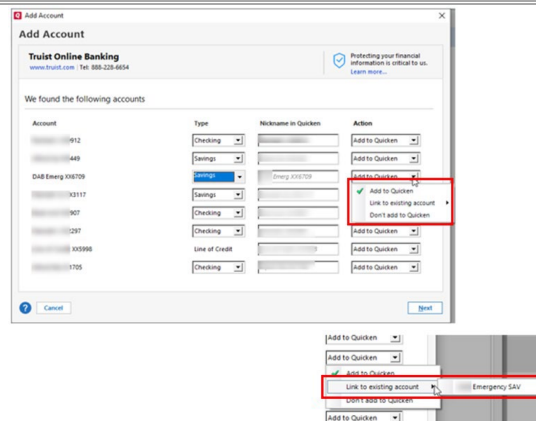 Add Account
Add Account
Truist Online Banking
www.truist.com Tel: 888-228-6654
Protecting your financial
information is critical to us.
Learn more...
We found the following accounts
Account Type Nickname in Quicken Action
912 Checking Add to Quicken
449 Savings Add to Quicken
DAB Emerg XX6709 Savings Emerg XX6709 Add to Quicken
Add to Quicken
Link to existing account
Don't add to Quicken
X3117 Savings
907 Checking
297 Checking Add to Quicken
XX5998 Line of Credit Add to Quicken
1705 Checking Add to Quicken
? Cancel Next
Add to Quicken
Add to Quicken
Add to Quicken
Link to existing account Emergency SAV
Don't add to Quicken
Add to Quicken